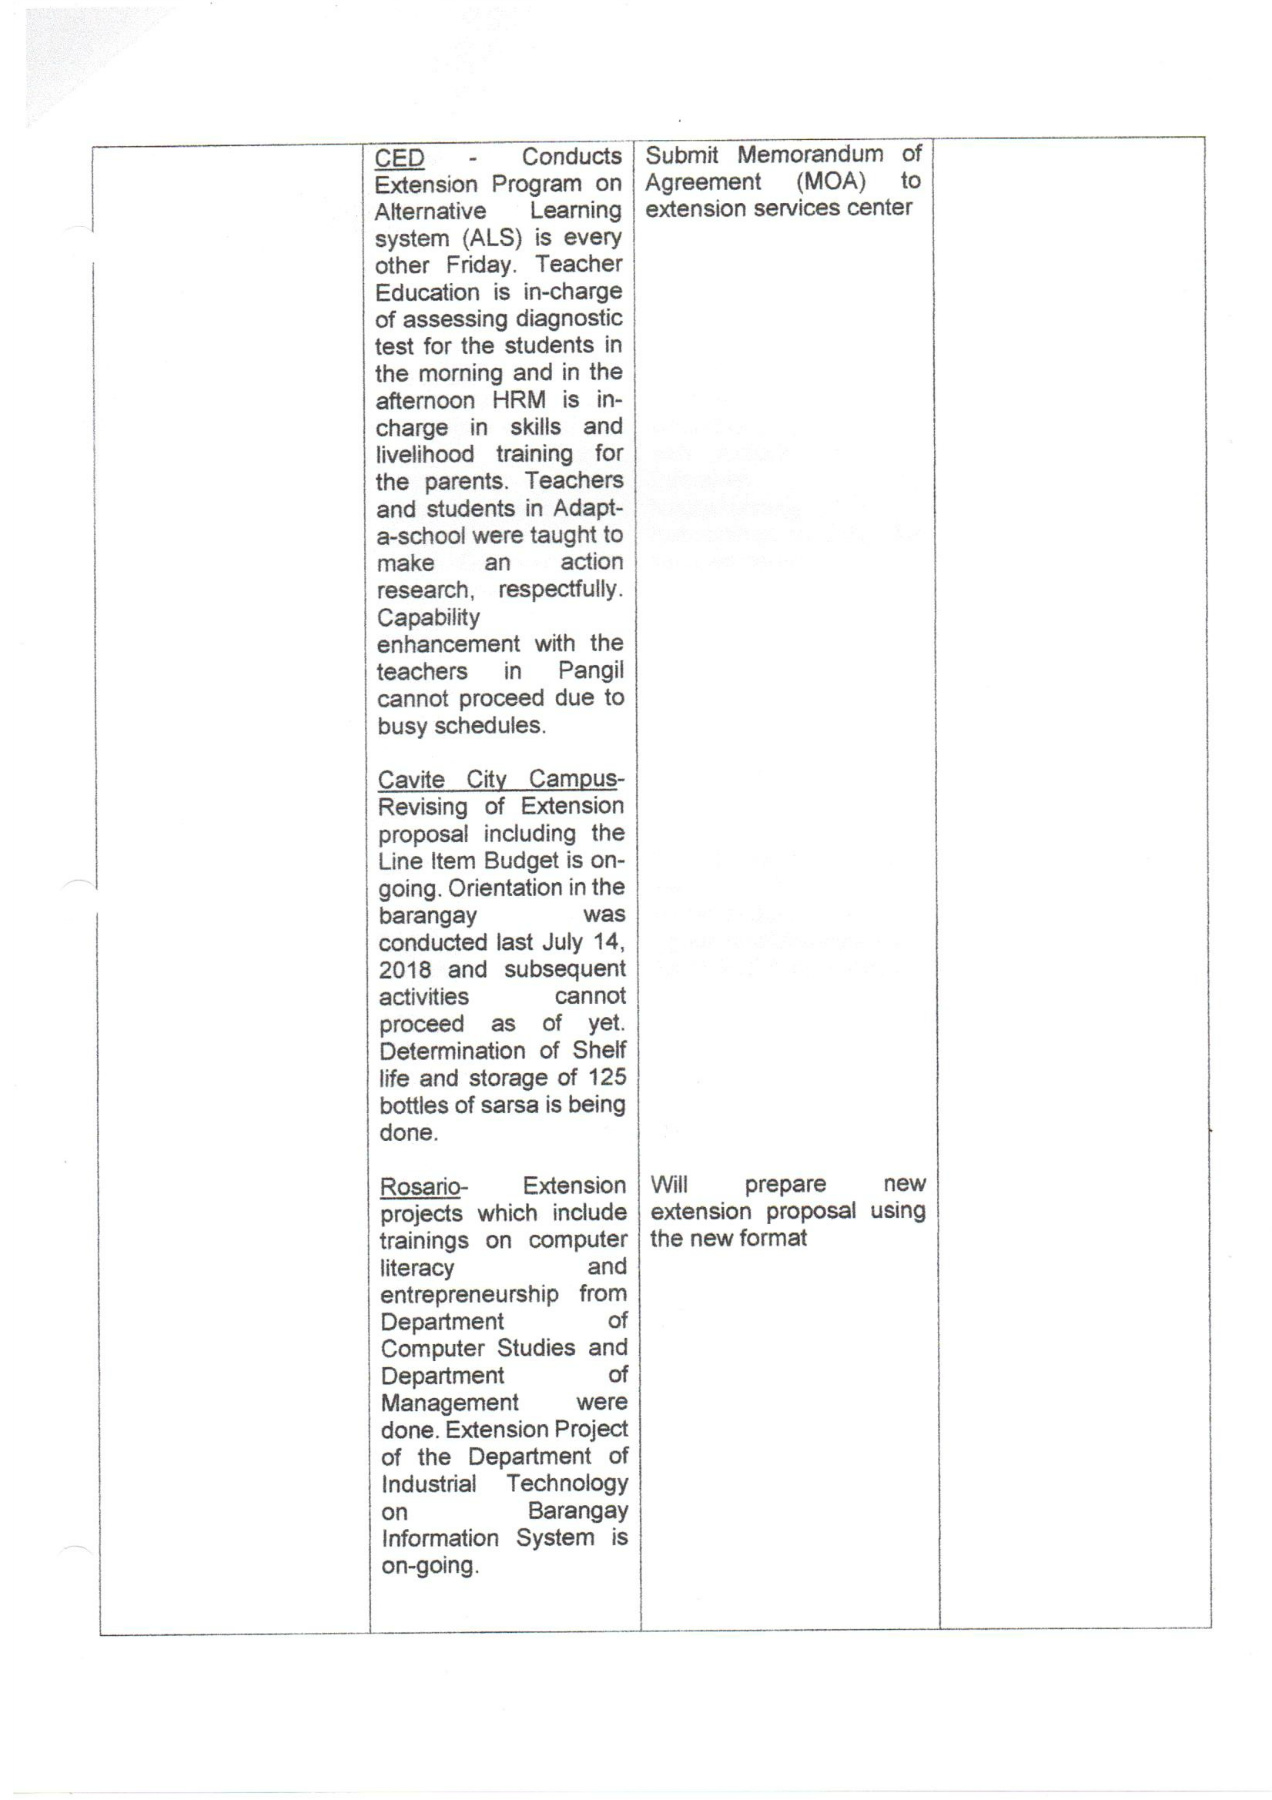 CED - Conducts
Extension Program on
Alternative Learning
system (ALS) is every
other Friday. Teacher
Education is in-charge
of assessing diagnostic
test for the students in
the morning and in the
afternoon HRM is in-
charge in skills and
livelihood training for
the parents. Teachers
and students in Adapt-
a-school were taught to
make an action
research, respectfully.
Capability
enhancement with the
teachers in Pangil
cannot proceed due to
busy schedules.
Submit Memorandum of
Agreement (MOA) to
extension services center
Cavite City Campus-
Revising of Extension
proposal including the
Line Item Budget is on-
going. Orientation in the
barangay was
conducted last July 14,
2018 and subsequent
activities cannot
proceed as of yet.
Determination of Shelf
life and storage of 125
bottles of sarsa is being
done.
Rosario- Extension
projects which include
trainings on computer
literacy and
entrepreneurship from
Department of
Computer Studies and
Department of
Management were
done. Extension Project
of the Department of
Industrial Technology
on Barangay
Information System is
on-going.
Will prepare new
extension proposal using
the new format